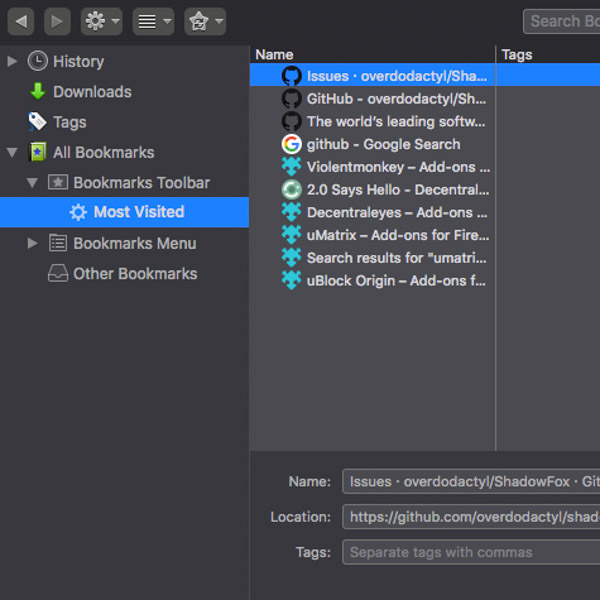 Search Bo
History
Downloads
Tags
All Bookmarks
Bookmarks Toolbar
Most Visited
Bookmarks Menu
Other Bookmarks
Name Tags
Issues · overdodactyl/Sha...
GitHub - overdodactyl/Sh...
The world's leading softw...
github - Google Search
Violentmonkey – Add-ons ...
2.0 Says Hello - Decentral...
Decentraleyes – Add-ons ...
uMatrix – Add-ons for Fire...
Search results for "umatri...
uBlock Origin – Add-ons f...
Name: Issues · overdodactyl/ShadowFox · Git
Location: https://github.com/overdodactyl/shad
Tags: Separate tags with commas